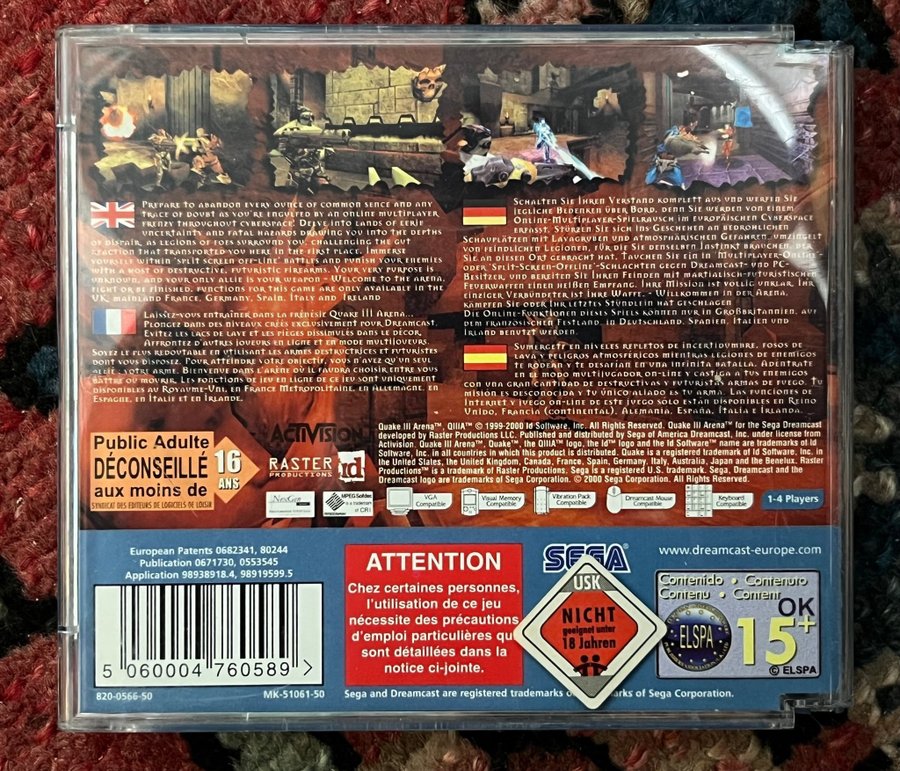 Prepare to abandon every ounce of common sence and any
trace of doubt as you're engulfed by an online multiplayer
frenzy throughout cyberspace. Delve into lands of eerie
uncertainty and fatal hazards drawing you into the depths
of dispair, as legions of foes surround you, challenging the gut
reaction that transported you here in the first place. Immerse
yourself within 'split screen off-line' battles and punish your enemies
with a host of destructive, futuristic firearms. Your very purpose is
unknown, and your only allie is your weapon - Welcome to the arena,
fight or be finished. Functions for this game are only available in the
UK, mainland France, Germany, Spain, Italy and Ireland
Laissez-vous entraîner dans la frénésie Quake III Arena...
Plongez dans des niveaux créés exclusivement pour Dreamcast.
Evitez les lacs de lave et les pièges dissimulés dans le décor.
Affrontez d'autres joueurs en ligne et en mode multijoueurs.
Soyez le plus redoutable en utilisant les armes destructrices et futuristes
dont vous disposez. Pour atteindre votre objectif, vous n'avez qu'un seul
allié : votre arme. Bienvenue dans l'arène où il faudra choisir entre vous
battre ou mourir. Les fonctions de jeu en ligne de ce jeu sont uniquement
disponibles au Royaume-Uni, en France Metropolitaine, en Allemagne, en
Espagne, en Italie et en Irlande.
Schalten Sie Ihren Verstand komplett aus und werfen Sie
jegliche Bedenken über Bord, denn Sie werden von einem
Online-Multiplayer-Spielrausch im europäischen Cyberspace
erfasst. Stürzen Sie sich ins Geschehen an bedrohlichen
Schauplätzen mit Lavagruben und atmosphärischen Gefahren, umzingelt
von feindlichen Legionen, für die Sie denselben Instinkt brauchen, der
Sie an diesen Ort gebracht hat. Tauchen Sie ein in 'Multiplayer-Online'-
oder 'Split-Screen-Offline'-Schlachten gegen Dreamcast- und PC-
Besitzer, und bereiten Sie Ihren Feinden mit martialisch-futuristischen
Feuerwaffen einen heißen Empfang. Ihre Mission ist völlig unklar, Ihr
einziger Verbündeter ist Ihre Waffe. - Willkommen in der Arena,
kämpfen Sie oder Ihr letztes Stündlein hat geschlagen
Die Online-Funktionen dieses Spiels können nur in Großbritannien, auf
dem französischen Festland, in Deutschland, Spanien, Italien und
Irland benutzt werden.
Sumergete en niveles repletos de incertidumbre, fosos de
lava y peligros atmosféricos mientras legiones de enemigos
te rodean y te desafían en una infinita batalla. Adéntrate
en el modo multijugador on-line y castiga a tus enemigos
con una gran cantidad de destructivas y futuristas armas de fuego. Tu
mision es desconocida y tu único aliado es tu arma. Las funciones de
Internet y juego on-line de este juego sólo están disponibles en Reino
Unido, Francia (continental), Alemania, España, Italia e Irlanda.
Public Adulte
DÉCONSEILLÉ
aux moins de
16
ANS
SYNDICAT DES EDITEURS DE LOGICIELS DE LOISIR
ACTIVISION
RASTER
PRODUCTIONS
id
Quake III Arena™, QIIIA™ © 1999-2000 Id Software, Inc. All Rights Reserved. Quake III Arena™ for the Sega Dreamcast
developed by Raster Productions LLC. Published and distributed by Sega of America Dreamcast, Inc. under license from
Activision. Quake III Arena™, Quake™, the QIIIA™ logo, the Id™ logo and the Id Software™ name are trademarks of Id
Software, Inc. in all countries in which this product is distributed. Quake is a registered trademark of Id Software, Inc. in
the United States, the United Kingdom, Canada, France, Spain, Germany, Italy, Australia, Japan and the Benelux. Raster
Productions™ is a trademark of Raster Productions. Sega is a registered U.S. trademark. Sega, Dreamcast and the
Dreamcast logo are trademarks of Sega Corporation. © 2000 Sega Corporation. All Rights Reserved.
NexGen
MPEG Sofdec
is a trademark
of CRI
VGA
Compatible
Visual Memory
Compatible
Vibration Pack
Compatible
Dreamcast Mouse
Compatible
Keyboard
Compatible
1-4 Players
European Patents 0682341, 80244
Publication 0671730, 0553545
Application 98938918.4, 98919599.5
5 060004 760589 >
820-0566-50
MK-51061-50
ATTENTION
Chez certaines personnes,
l'utilisation de ce jeu
nécessite des précautions
d'emploi particulières qui
sont détaillées dans la
notice ci-jointe.
SEGA
USK
NICHT
geeignet unter
18 Jahren
www.dreamcast-europe.com
Contenido • Contenuto
Contenu • Content
ELSPA
OK
15+
© ELSPA
Sega and Dreamcast are registered trademarks of Sega Corporation.